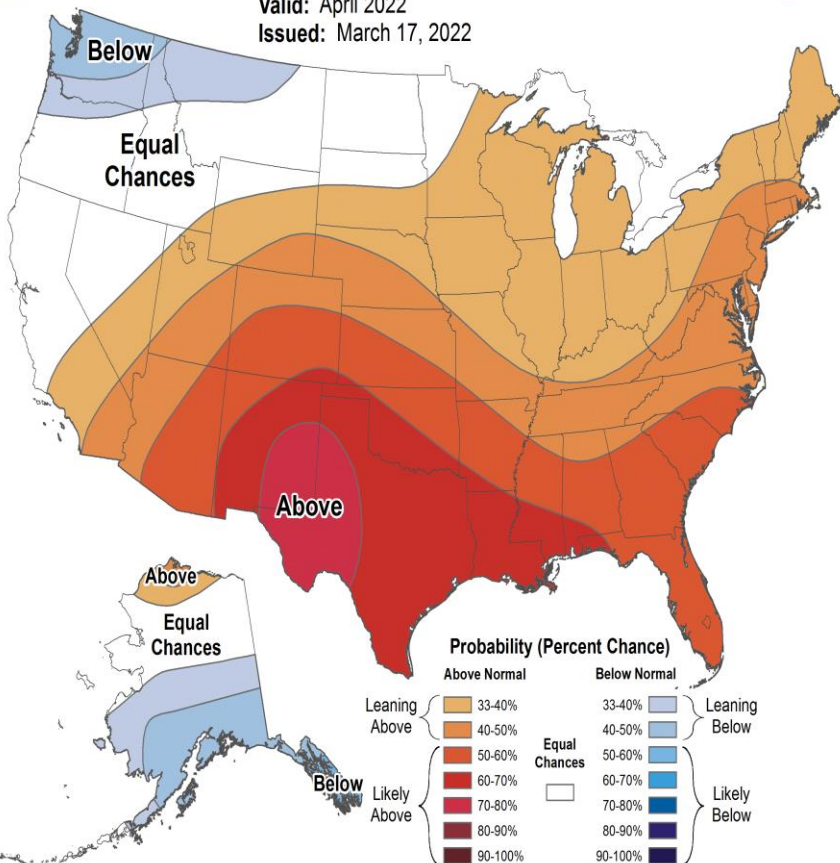 Valid: April 2022
Issued: March 17, 2022
Below
Equal
Chances
Above
Above
Equal
Chances
Below
Probability (Percent Chance)
Above Normal
Below Normal
Leaning
Above
33-40%
40-50%
Likely
Above
50-60%
60-70%
70-80%
80-90%
90-100%
Equal
Chances
33-40%
40-50%
Leaning
Below
50-60%
60-70%
70-80%
80-90%
90-100%
Likely
Below